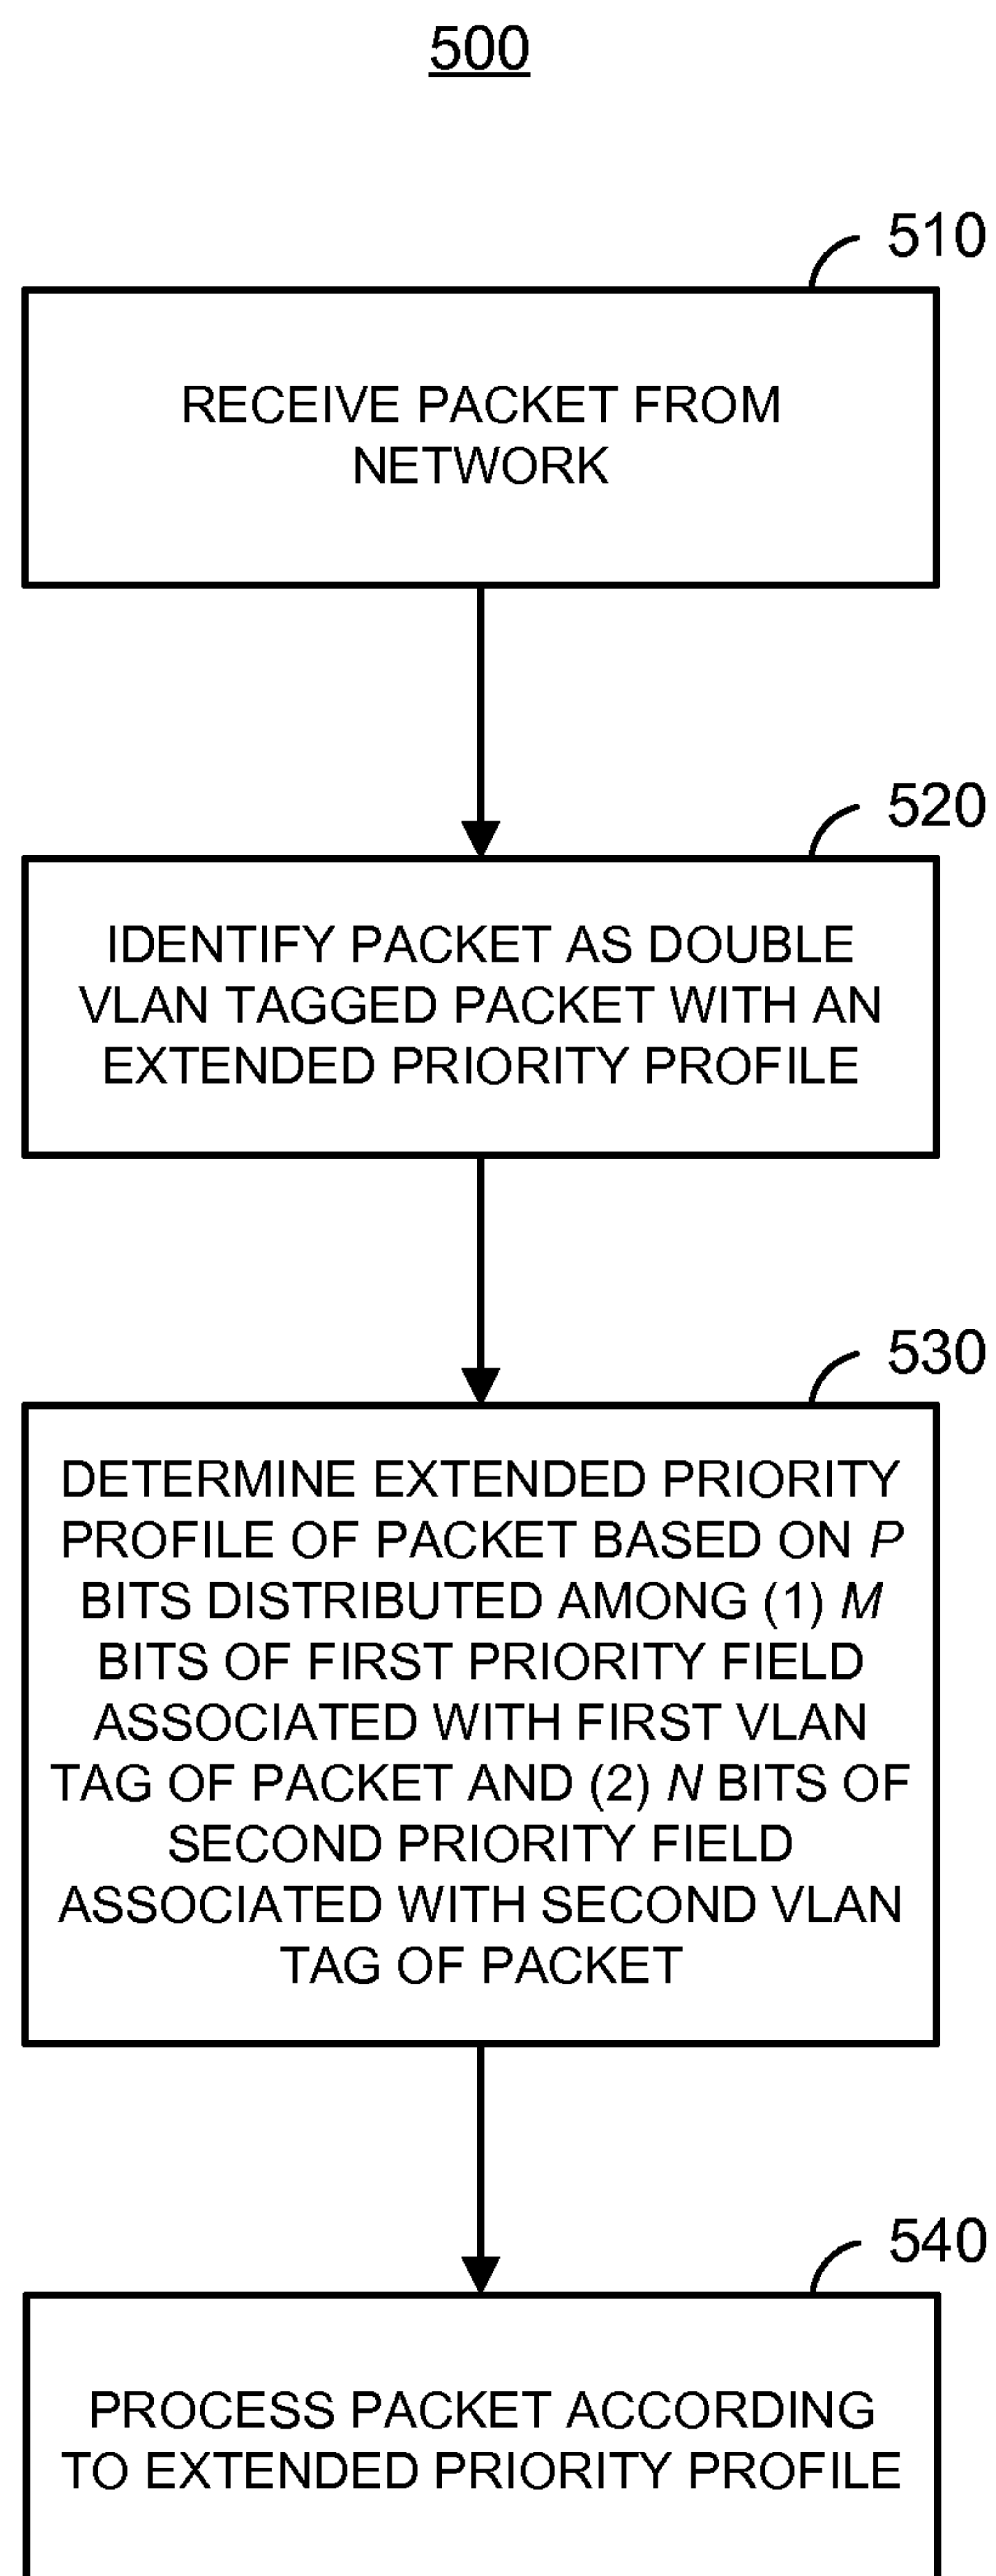 500
510
RECEIVE PACKET FROM
NETWORK
520
IDENTIFY PACKET AS DOUBLE
VLAN TAGGED PACKET WITH AN
EXTENDED PRIORITY PROFILE
530
DETERMINE EXTENDED PRIORITY
PROFILE OF PACKET BASED ON P
BITS DISTRIBUTED AMONG (1) M
BITS OF FIRST PRIORITY FIELD
ASSOCIATED WITH FIRST VLAN
TAG OF PACKET AND (2) N BITS OF
SECOND PRIORITY FIELD
ASSOCIATED WITH SECOND VLAN
TAG OF PACKET
540
PROCESS PACKET ACCORDING
TO EXTENDED PRIORITY PROFILE